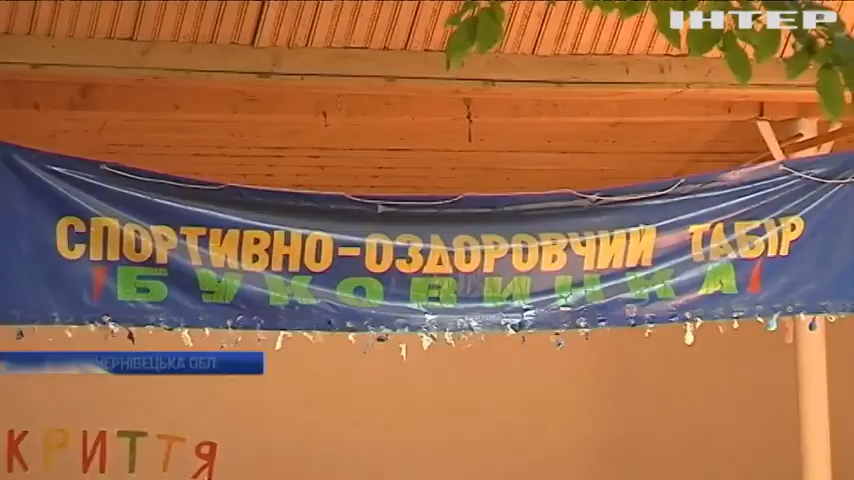 ІНТЕР
СПОРТИВНО-ОЗДОРОВЧИЙ ТАБІР
БУКОВИНКА
ЧЕРНІВЕЦЬКА ОБЛ.
КРИТТЯ